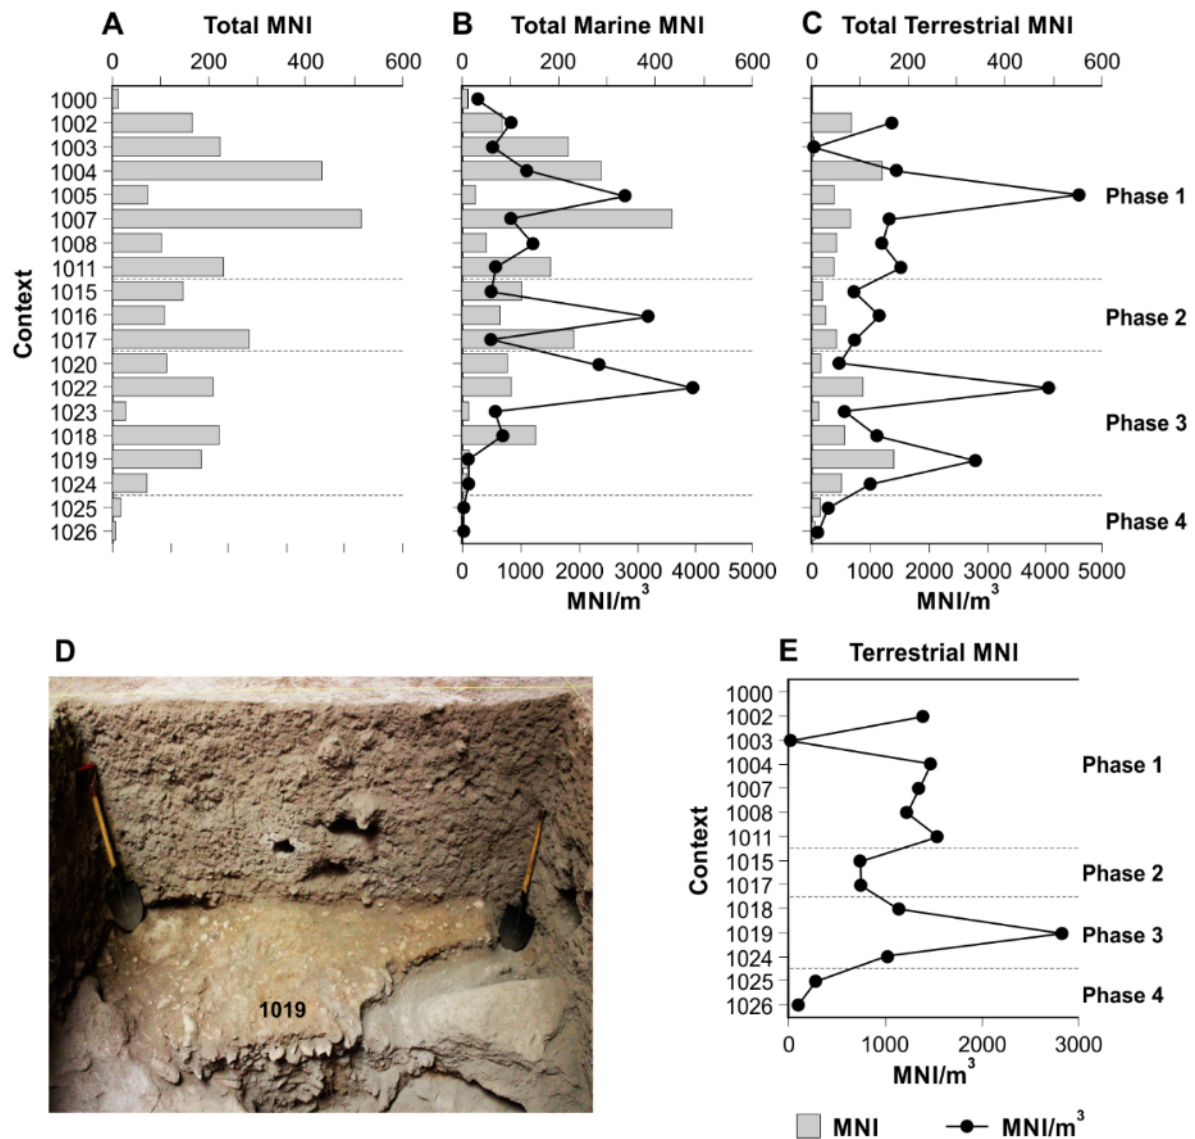 A Total MNI
0 200 400 600
B Total Marine MNI
0 200 400 600
C Total Terrestrial MNI
0 200 400 600
Context
1000
1002
1003
1004
1005
1007
1008
1011
1015
1016
1017
1020
1022
1023
1018
1019
1024
1025
1026
Phase 1
Phase 2
Phase 3
Phase 4
0 1000 2000 3000 4000 5000
MNI/m³
0 1000 2000 3000 4000 5000
MNI/m³
D
1019
E Terrestrial MNI
Context
1000
1002
1003
1004
1007
1008
1011
1015
1017
1018
1019
1024
1025
1026
Phase 1
Phase 2
Phase 3
Phase 4
0 1000 2000 3000
MNI/m³
MNI MNI/m³